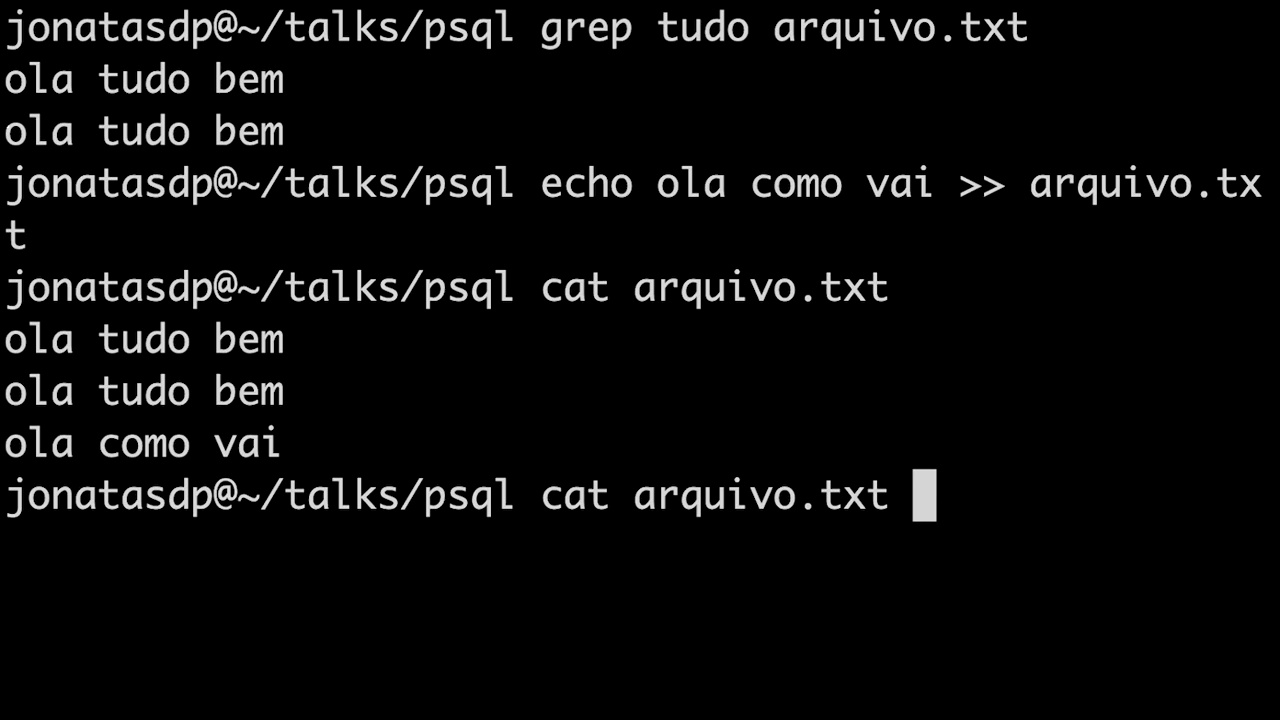 jonatasdp@~/talks/psql grep tudo arquivo.txt
ola tudo bem
ola tudo bem
jonatasdp@~/talks/psql echo ola como vai >> arquivo.tx
t
jonatasdp@~/talks/psql cat arquivo.txt
ola tudo bem
ola tudo bem
ola como vai
jonatasdp@~/talks/psql cat arquivo.txt